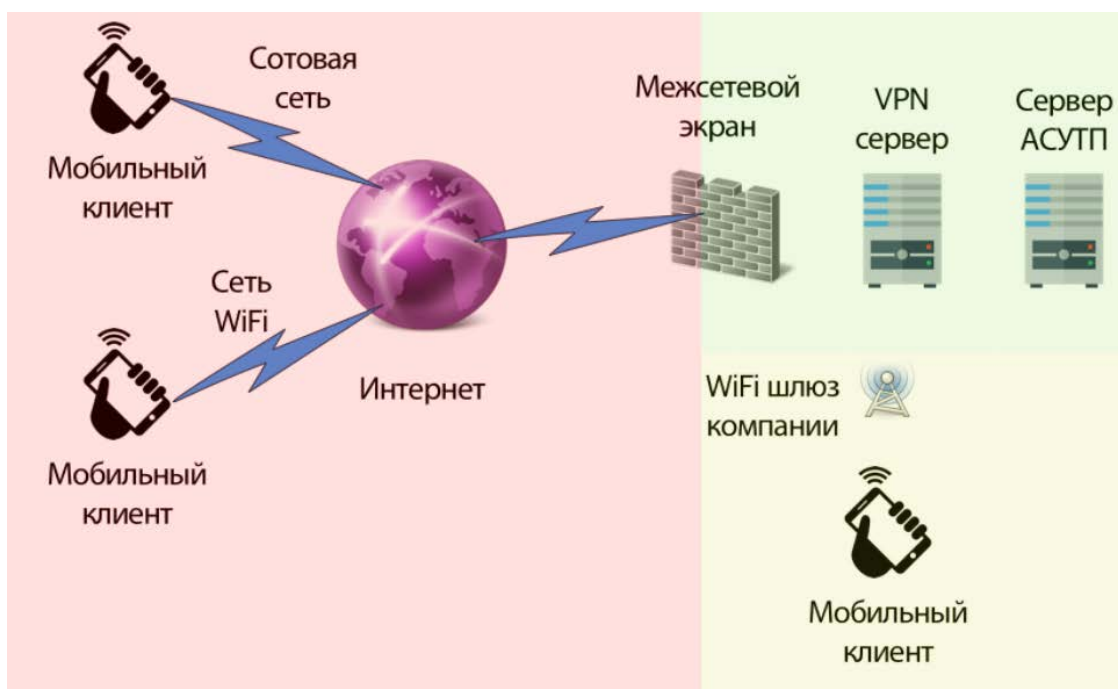 Сотовая
сеть
Мобильный
клиент
Межсетевой
экран
VPN
сервер
Сервер
АСУТП
Сеть
WiFi
Интернет
Мобильный
клиент
WiFi шлюз
компании
Мобильный
клиент